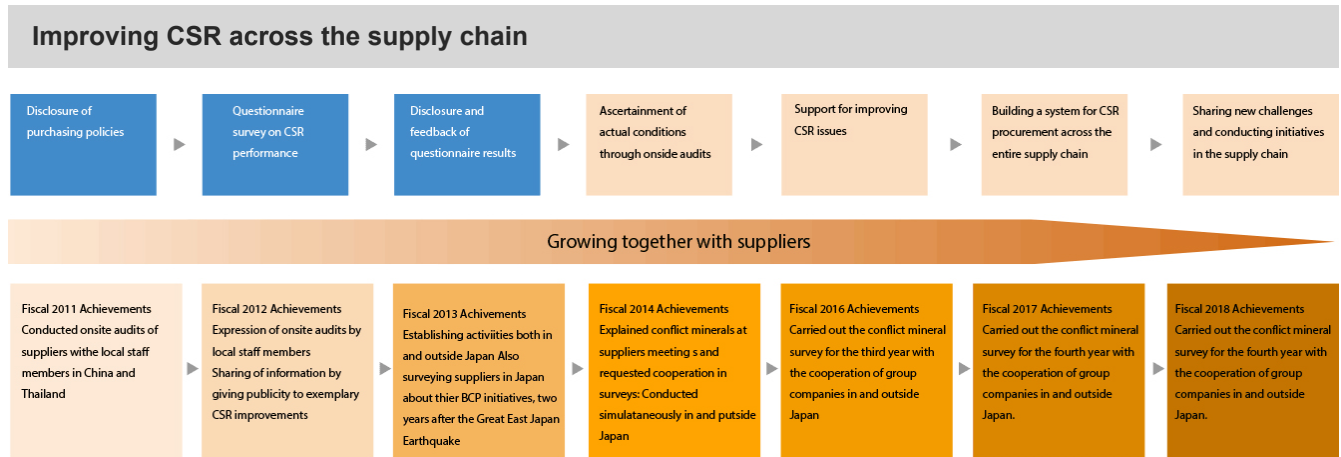 Improving CSR across the supply chain
Disclosure of
purchasing policies
Questionnaire
survey on CSR
performance
Disclosure and
feedback of
questionnaire results
Ascertainment of
actual conditions
through onside audits
Support for improving
CSR issues
Building a system for CSR
procurement across the
entire supply chain
Sharing new challenges
and conducting initiatives
in the supply chain
Growing together with suppliers
Fiscal 2011 Achievements
Conducted onsite audits of
suppliers withe local staff
members in China and
Thailand
Fiscal 2012 Achievements
Expression of onsite audits by
local staff members
Sharing of information by
giving publicity to exemplary
CSR improvements
Fiscal 2013 Achivements
Establishing activiities both in
and outside Japan Also
surveying suppliers in Japan
about thier BCP initiatives, two
years after the Great East Japan
Earthquake
Fiscal 2014 Achievements
Explained conflict minerals at
suppliers meeting s and
requested cooperation in
surveys: Conducted
simulataneously in and putside
Japan
Fiscal 2016 Achievements
Carried out the conflict mineral
survey for the third year with
the cooperation of group
companies in and outside
Japan
Fiscal 2017 Achievements
Carried out the conflict mineral
survey for the fourth year with
the cooperation of group
companies in and outside
Japan.
Fiscal 2018 Achievements
Carried out the conflict mineral
survey for the fourth year with
the cooperation of group
companies in and outside
Japan.